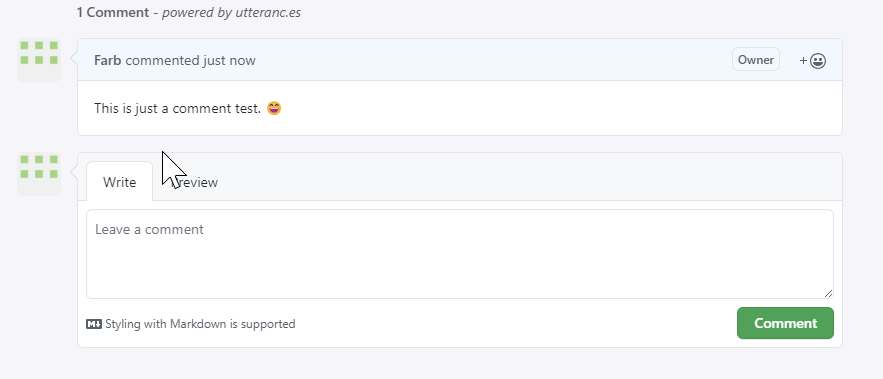 1 Comment - powered by utteranc.es
Farb commented just now Owner +😀
This is just a comment test. 😄
Write Preview
Leave a comment
Styling with Markdown is supported Comment